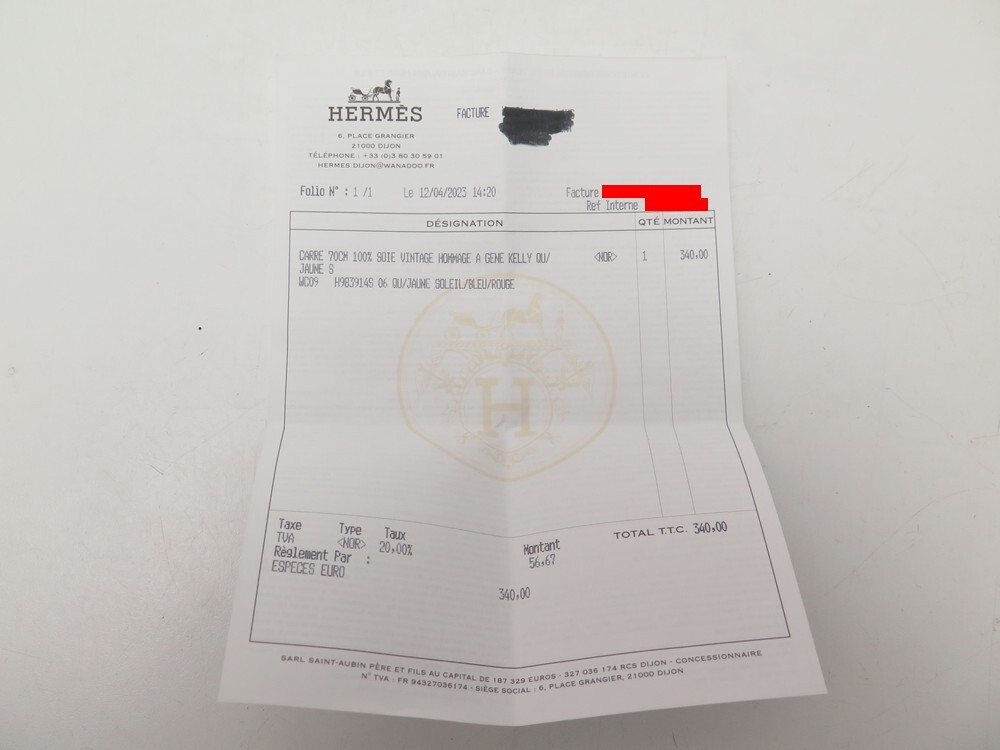 HERMÈS
6, PLACE GRANGIER
21000 DIJON
TÉLÉPHONE : +33 (0)3 80 30 59 01
HERMES.DIJON@WANADOO.FR
FACTURE
Folio N° : 1 /1 Le 12/04/2023 14:20 Facture
Ref Interne
DÉSIGNATION QTÉ MONTANT
CARRE 70CM 100% SOIE VINTAGE HOMMAGE A GENE KELLY QU/ <NOR> 1 340,00
JAUNE S
WC09 H983914S 06 QU/JAUNE SOLEIL/BLEU/ROUGE
H
Taxe Type Taux Montant TOTAL T.T.C. 340,00
TVA <NOR> 20,00% 56,67
Règlement Par :
ESPECES EURO 340,00
SARL SAINT-AUBIN PÈRE ET FILS AU CAPITAL DE 187 329 EUROS - 327 036 174 RCS DIJON - CONCESSIONNAIRE
N° TVA : FR 94327036174 - SIÈGE SOCIAL : 6, PLACE GRANGIER, 21000 DIJON